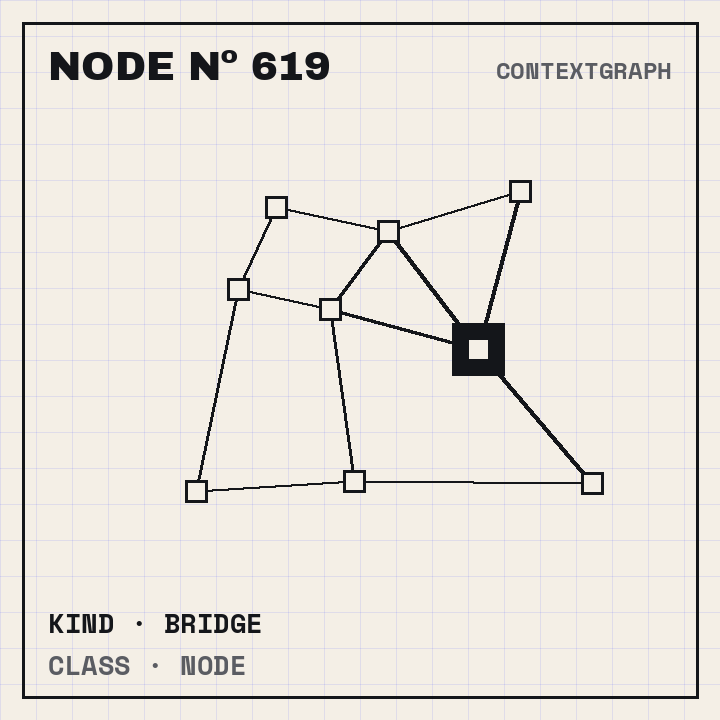 NODE Nº 619
CONTEXTGRAPH
KIND · BRIDGE
CLASS · NODE